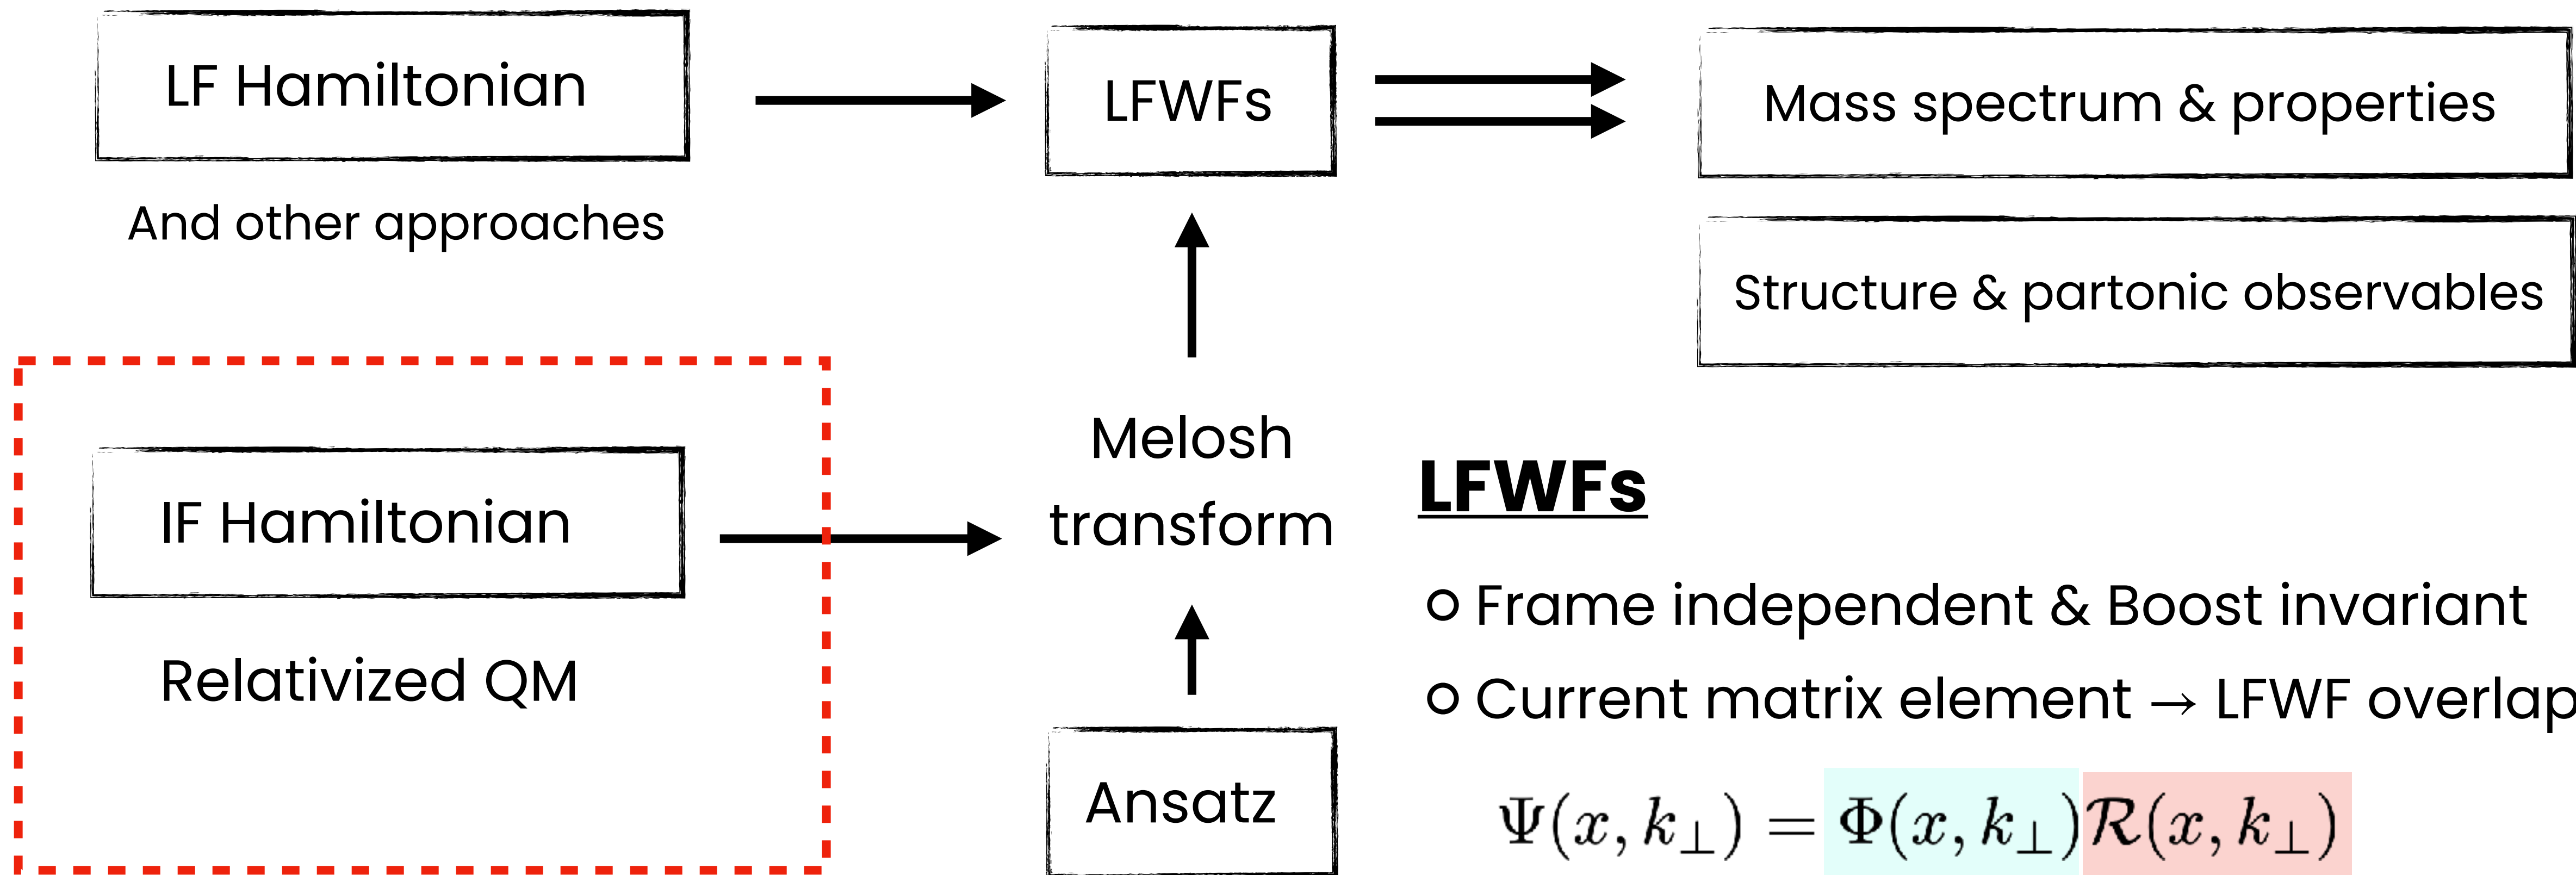 LF Hamiltonian
And other approaches
LFWFs
Mass spectrum & properties
Structure & partonic observables
IF Hamiltonian
Relativized QM
Melosh
transform
Ansatz
LFWFs
Frame independent & Boost invariant
Current matrix element → LFWF overlap
Ψ(x, k⊥) = Φ(x, k⊥)ℛ(x, k⊥)